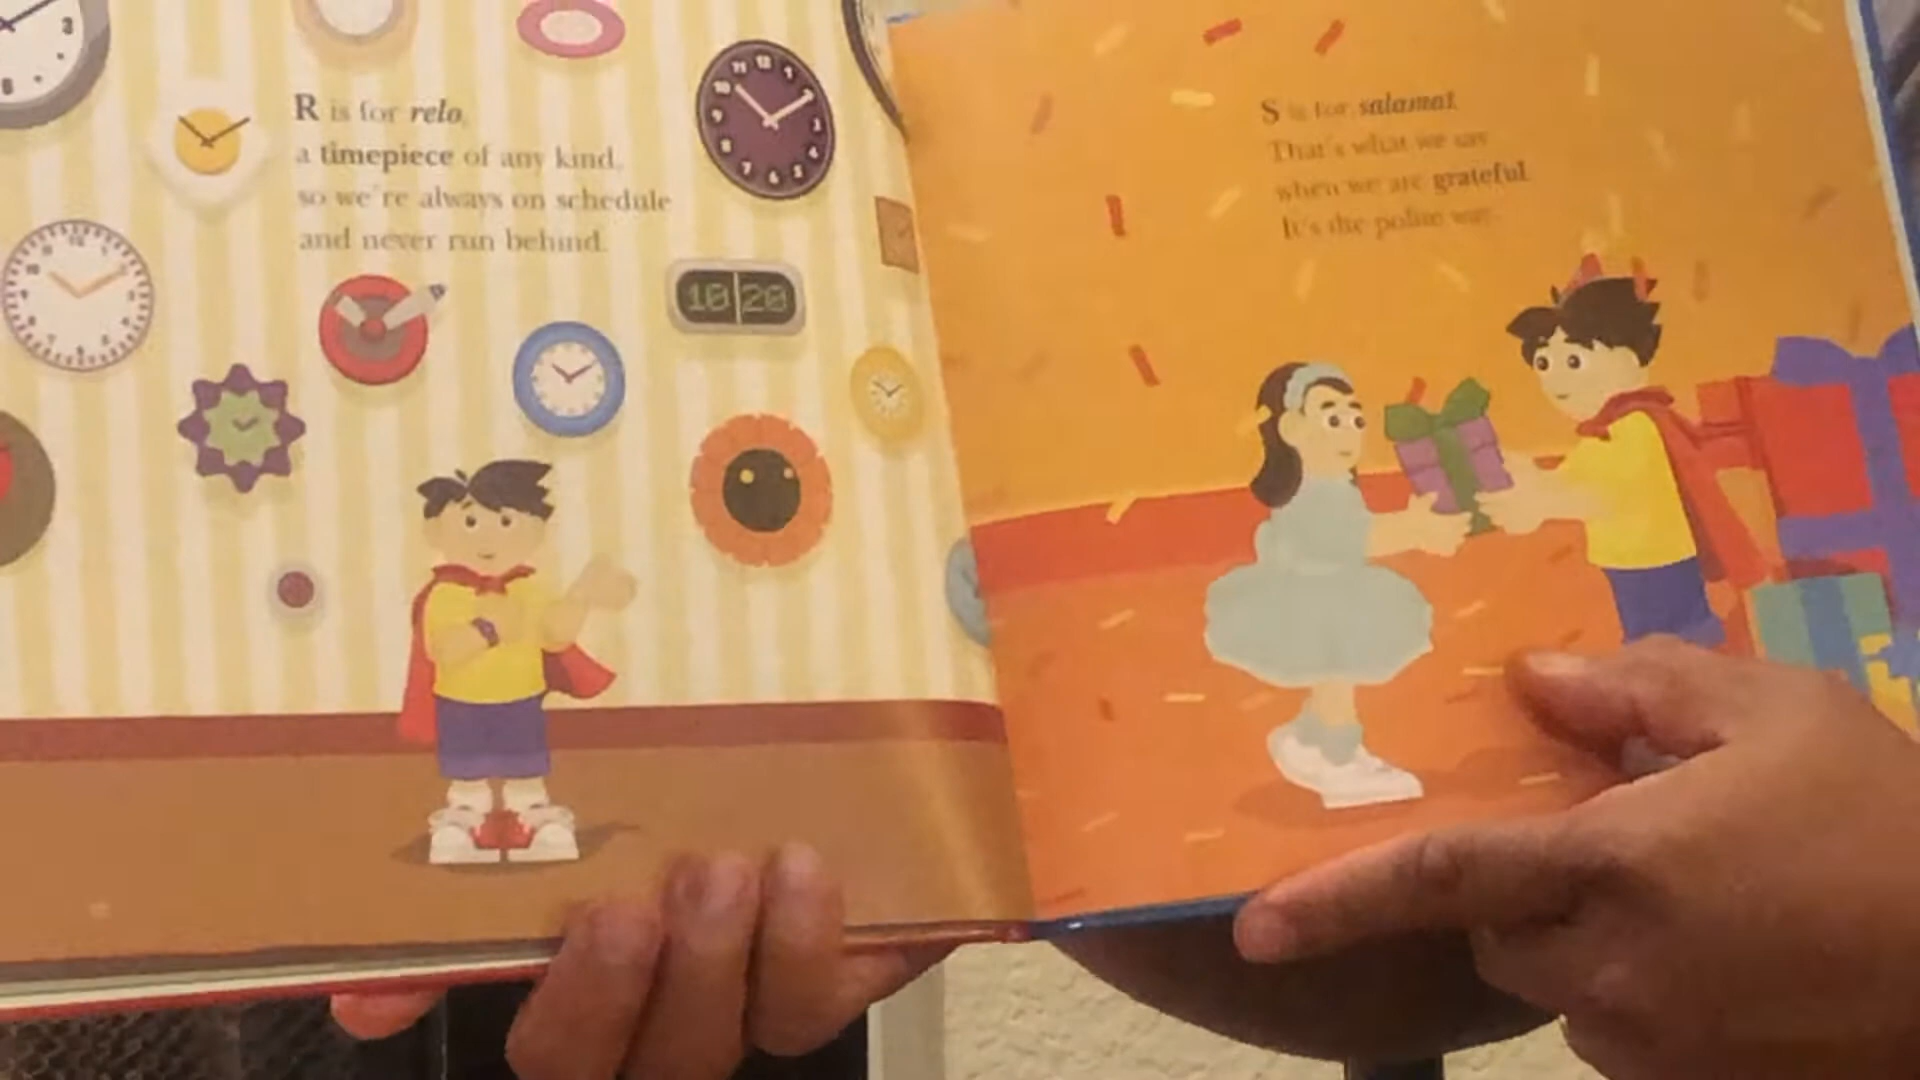 R is for relo,
a timepiece of any kind,
so we're always on schedule
and never run behind.
10 20
S is for salamat.
That's what we say
when we are grateful.
It's the polite way.